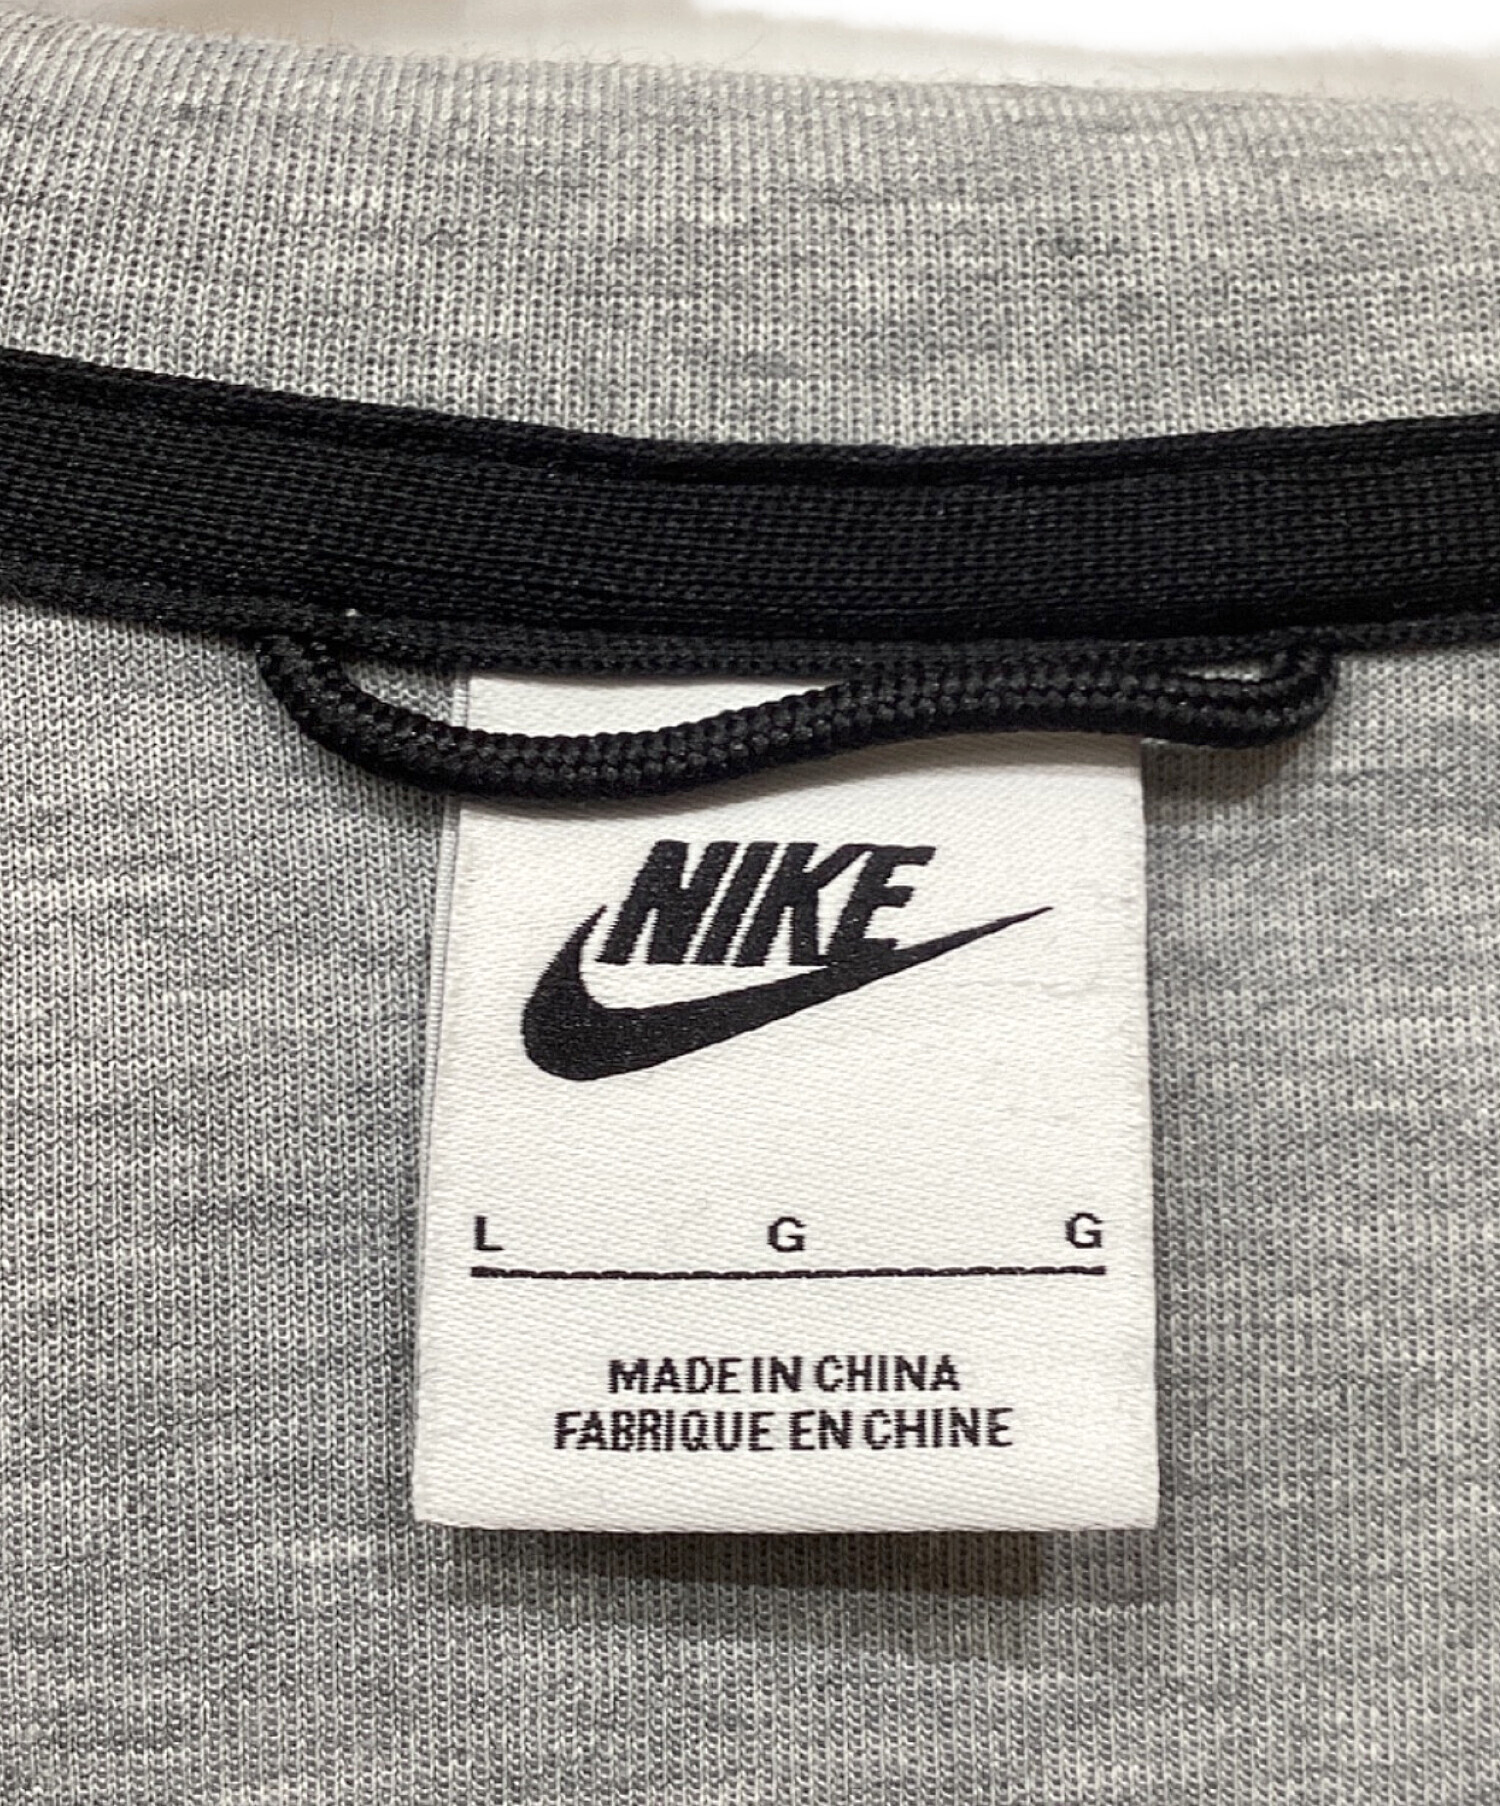 NIKE
L G G
MADE IN CHINA
FABRIQUE EN CHINE